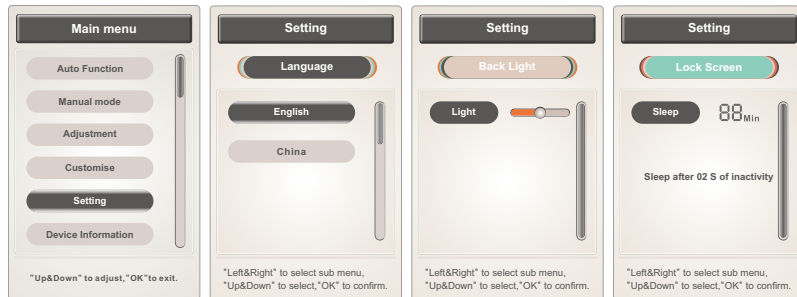 Main menu
Auto Function
Manual mode
Adjustment
Customise
Setting
Device Information
"Up&Down" to adjust,"OK"to exit.
Setting
Language
English
China
"Left&Right" to select sub menu,
"Up&Down" to select,"OK" to confirm.
Setting
Back Light
Light
"Left&Right" to select sub menu,
"Up&Down" to select,"OK" to confirm.
Setting
Lock Screen
Sleep 88 Min
Sleep after 02 S of inactivity
"Left&Right" to select sub menu,
"Up&Down" to select,"OK" to confirm.